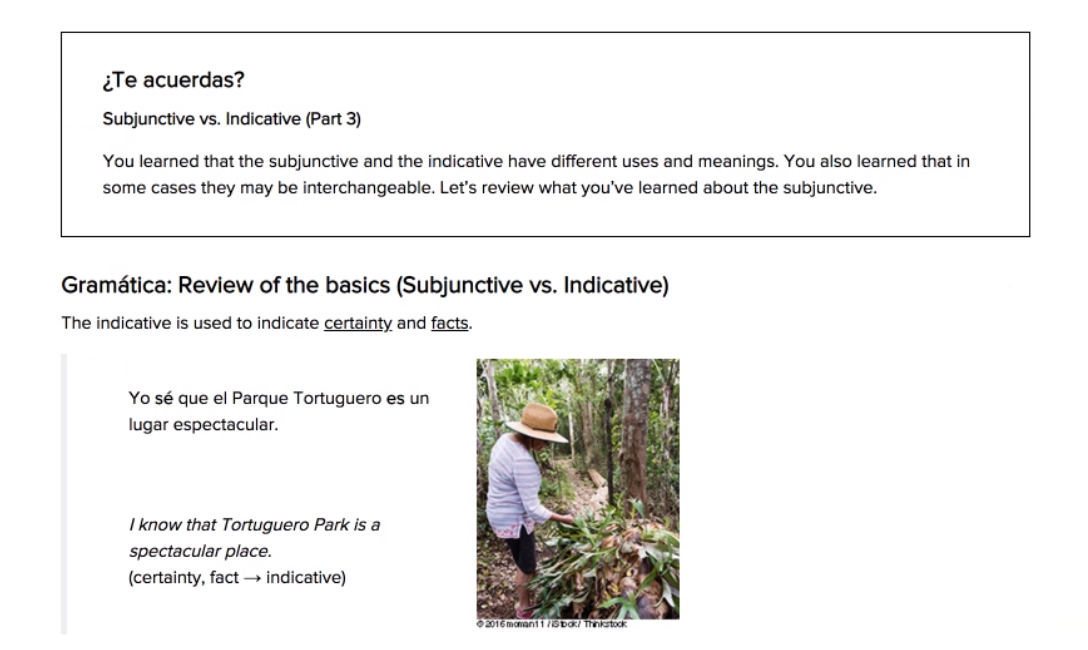 ¿Te acuerdas?
Subjunctive vs. Indicative (Part 3)
You learned that the subjunctive and the indicative have different uses and meanings. You also learned that in
some cases they may be interchangeable. Let's review what you've learned about the subjunctive.
Gramática: Review of the basics (Subjunctive vs. Indicative)
The indicative is used to indicate certainty and facts.
Yo sé que el Parque Tortuguero es un
lugar espectacular.
I know that Tortuguero Park is a
spectacular place.
(certainty, fact → indicative)
© 2016 moman11 / iStock / Thinkstock